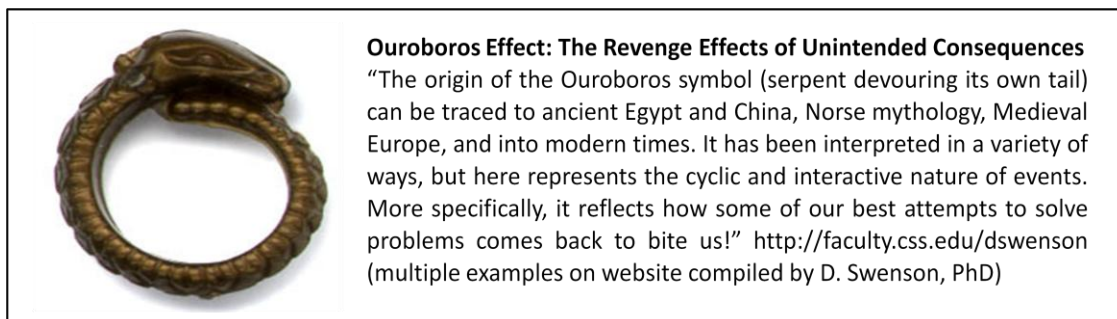 Ouroboros Effect: The Revenge Effects of Unintended Consequences
“The origin of the Ouroboros symbol (serpent devouring its own tail)
can be traced to ancient Egypt and China, Norse mythology, Medieval
Europe, and into modern times. It has been interpreted in a variety of
ways, but here represents the cyclic and interactive nature of events.
More specifically, it reflects how some of our best attempts to solve
problems comes back to bite us!” http://faculty.css.edu/dswenson
(multiple examples on website compiled by D. Swenson, PhD)